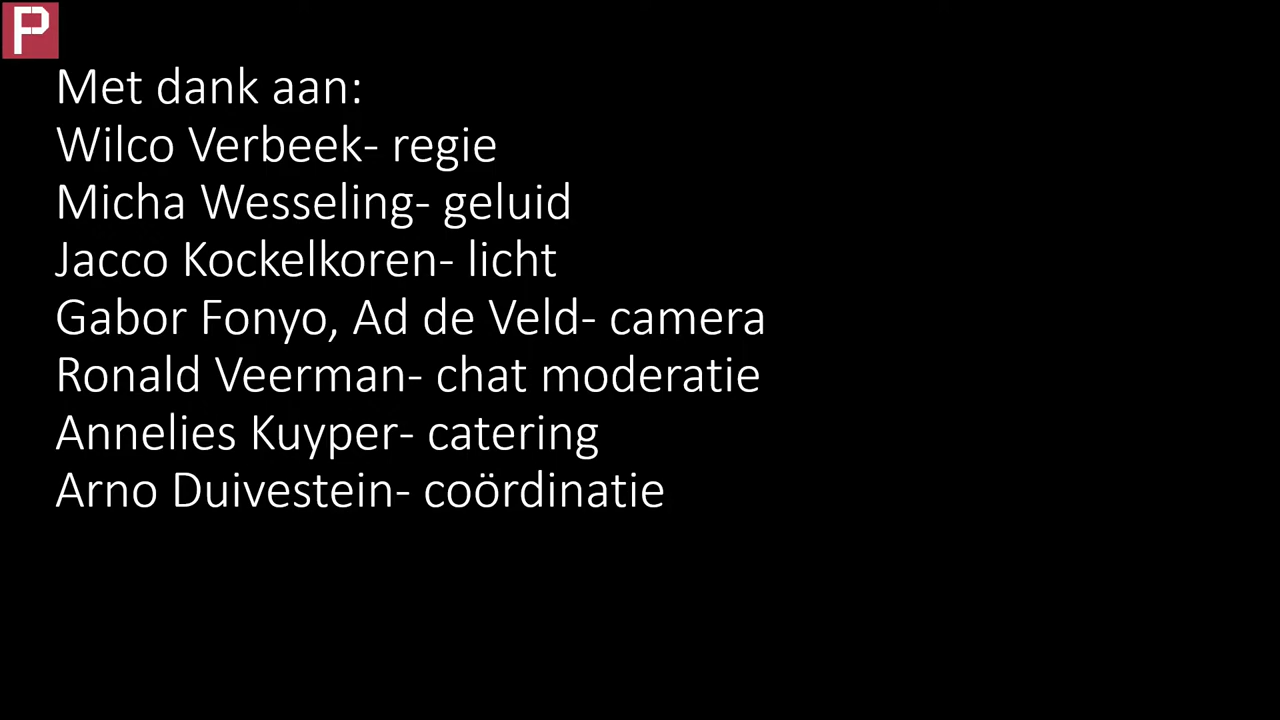 P
Met dank aan:
Wilco Verbeek- regie
Micha Wesseling- geluid
Jacco Kockelkoren- licht
Gabor Fonyo, Ad de Veld- camera
Ronald Veerman- chat moderatie
Annelies Kuyper- catering
Arno Duivestein- coördinatie